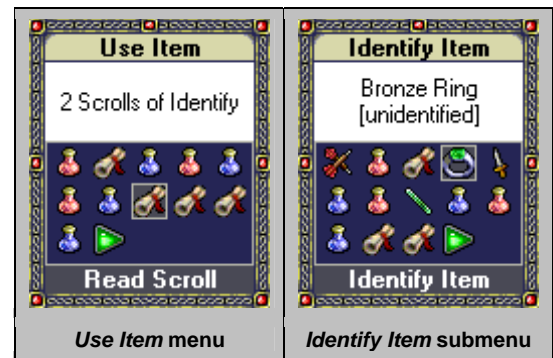 Use Item
2 Scrolls of Identify
Read Scroll
Use Item menu
Identify Item
Bronze Ring
[unidentified]
Identify Item
Identify Item submenu